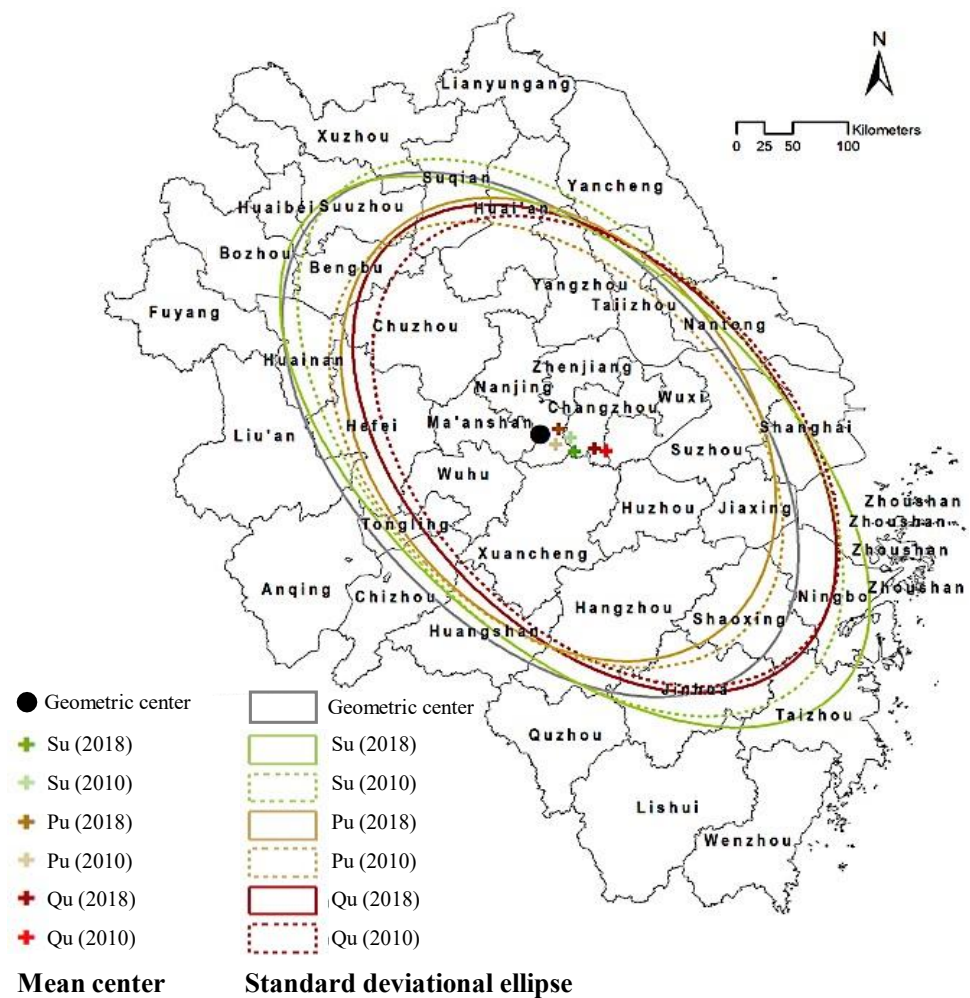 N
Kilometers
0 25 50 100
Lianyungang
Xuzhou
Suqian
Yancheng
Huaibei
Suuzhou
Huai'an
Bozhou
Bengbu
Yangzhou
Taiizhou
Fuyang
Chuzhou
Nantong
Huainan
Zhenjiang
Nanjing
Wuxi
Changzhou
Ma'anshan
Hefei
Shanghai
Liu'an
Suzhou
Wuhu
Huzhou
Jiaxing
Zhoushan
Zhoushan
Tongling
Xuancheng
Zhoushan
Anqing
Chizhou
Hangzhou
Ningbo
Zhoushan
Huangshan
Shaoxing
Jinhua
Taizhou
Quzhou
Lishui
Wenzhou
Geometric center
Geometric center
Su (2018)
Su (2018)
Su (2010)
Su (2010)
Pu (2018)
Pu (2018)
Pu (2010)
Pu (2010)
Qu (2018)
Qu (2018)
Qu (2010)
Qu (2010)
Mean center
Standard deviational ellipse